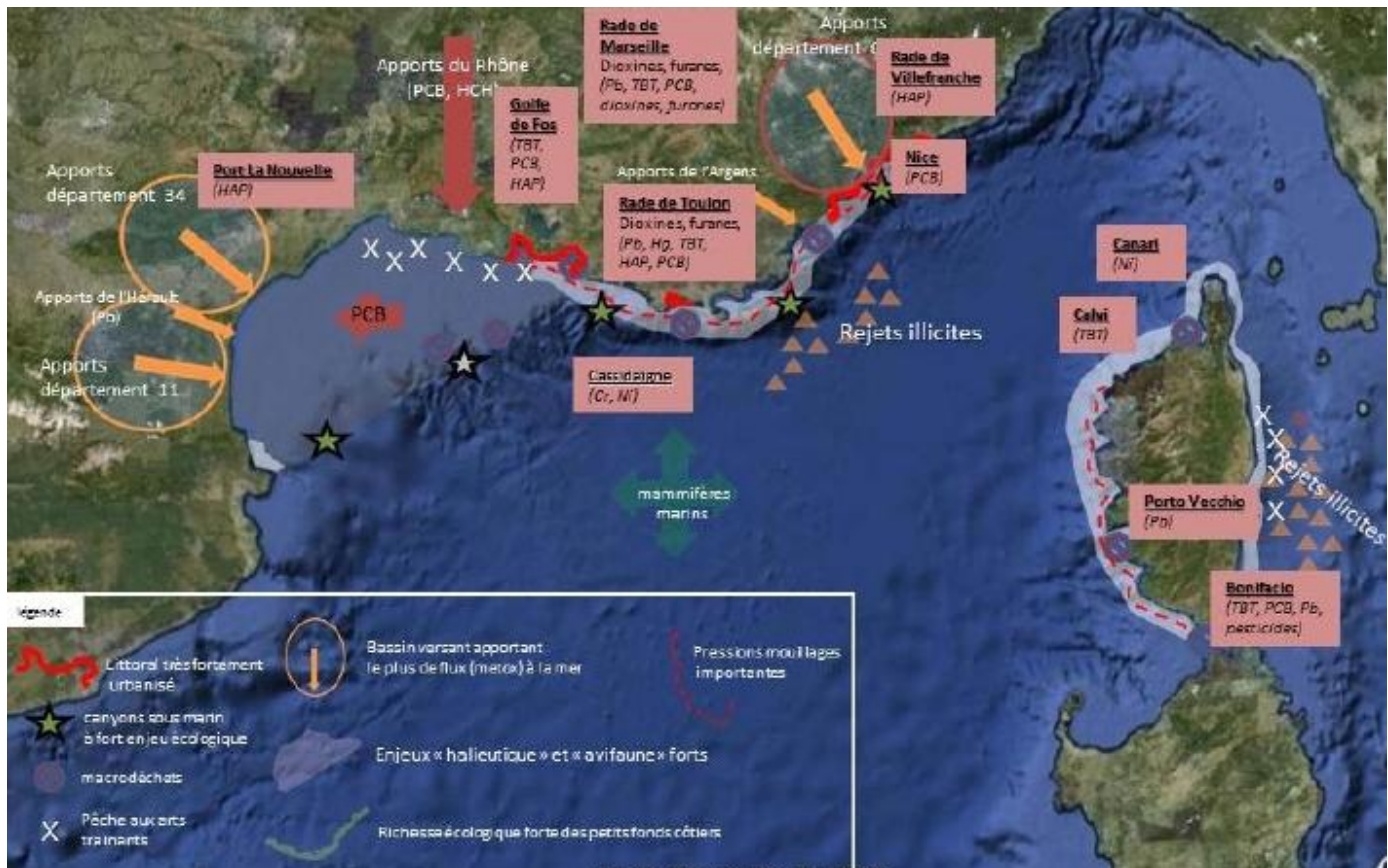 Apports du Rhône
(PCB, HCH)
Golfe
de Fos
(TBT,
PCB,
HAP)
Rade de
Marseille
Dioxines, furanes,
(Pb, TBT, PCB,
dioxines, furanes)
Apports
département
Rade de
Villefranche
(HAP)
Nice
(PCB)
Apports
département 34
Port La Nouvelle
(HAP)
Apports de l'Argens
Rade de Toulon
Dioxines, furanes,
(Pb, Hg, TBT,
HAP, PCB)
Apports de l'Hérault
(Pb)
Apports
département 11
PCB
Cassidaigne
(Cr, Ni)
Rejets illicites
Canari
(Ni)
Calvi
(TBT)
mammifères
marins
Porto Vecchio
(Pb)
Rejets illicites
Bonifacio
(TBT, PCB, Pb,
pesticides)
légende
Littoral très fortement
urbanisé
Bassin versant apportant
le plus de flux (metox) à la mer
Pressions mouillages
importantes
canyons sous marin
à fort enjeu écologique
Enjeux « halieutique » et « avifaune » forts
macrodéchets
X
Pêche aux arts
trainants
Richesse écologique forte des petits fonds côtiers